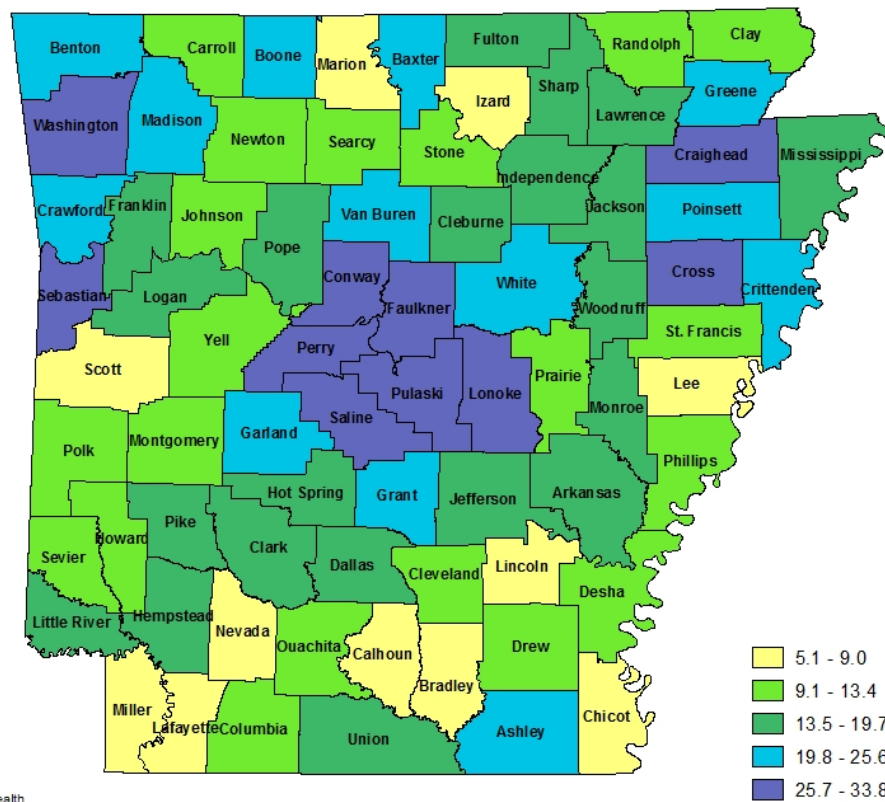 Benton
Carroll
Boone
Marion
Baxter
Fulton
Randolph
Clay
Izard
Sharp
Lawrence
Greene
Washington
Madison
Newton
Searcy
Stone
Independence
Craighead
Mississippi
Crawford
Franklin
Johnson
Pope
Van Buren
Cleburne
Jackson
Poinsett
Sebastian
Logan
Conway
Faulkner
White
Woodruff
Cross
Crittenden
Scott
Yell
Perry
Pulaski
Lonoke
Prairie
St. Francis
Lee
Saline
Monroe
Polk
Montgomery
Garland
Phillips
Hot Spring
Grant
Jefferson
Arkansas
Sevier
Howard
Pike
Clark
Dallas
Cleveland
Lincoln
Desha
Little River
Hempstead
Nevada
Ouachita
Calhoun
Bradley
Drew
Miller
Lafayette
Columbia
Union
Ashley
Chicot
5.1 - 9.0
9.1 - 13.4
13.5 - 19.7
19.8 - 25.6
25.7 - 33.8
ealth